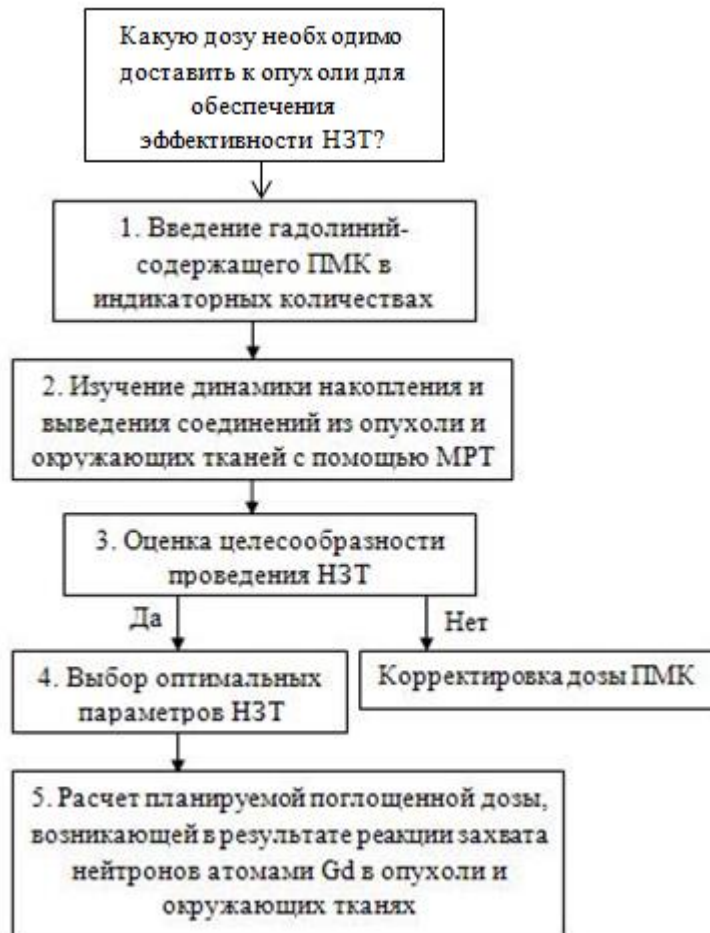 Какую дозу необходимо
доставить к опухоли для
обеспечения
эффективности НЗТ?
1. Введение гадолиний-
содержащего ПМК в
индикаторных количествах
2. Изучение динамики накопления и
выведения соединений из опухоли и
окружающих тканей с помощью МРТ
3. Оценка целесообразности
проведения НЗТ
Да
Нет
4. Выбор оптимальных
параметров НЗТ
Корректировка дозы ПМК
5. Расчет планируемой поглощенной дозы,
возникающей в результате реакции захвата
нейтронов атомами Gd в опухоли и
окружающих тканях